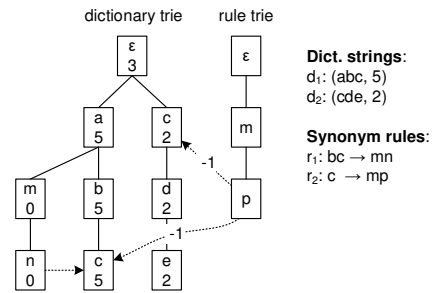 dictionary trie
rule trie
ε
3
ε
a
5
c
2
m
-1
m
0
b
5
d
2
p
-1
n
0
c
5
e
2
Dict. strings:
d₁: (abc, 5)
d₂: (cde, 2)
Synonym rules:
r₁: bc → mn
r₂: c → mp